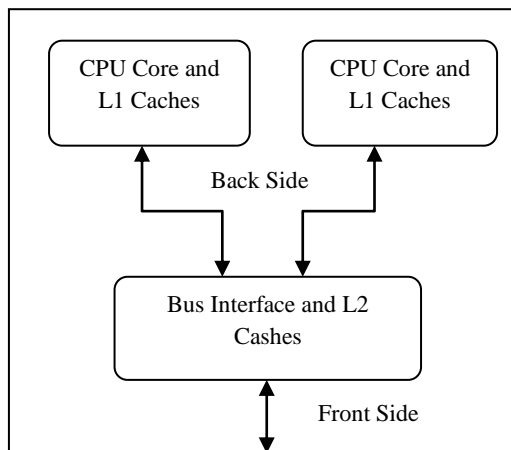 CPU Core and
L1 Caches
CPU Core and
L1 Caches
Back Side
Bus Interface and L2
Cashes
Front Side